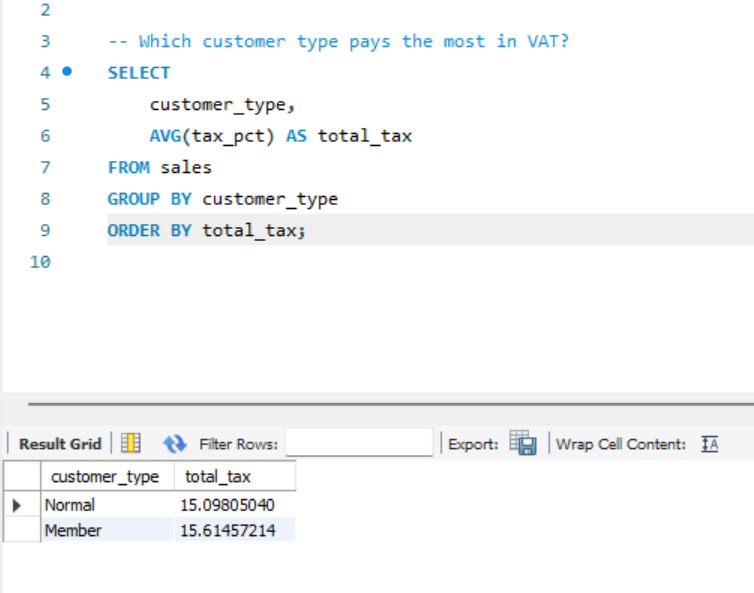 2
3 -- Which customer type pays the most in VAT?
4 SELECT
5 customer_type,
6 AVG(tax_pct) AS total_tax
7 FROM sales
8 GROUP BY customer_type
9 ORDER BY total_tax;
10
Result Grid Filter Rows: Export: Wrap Cell Content: IA
customer_type total_tax
Normal 15.09805040
Member 15.61457214